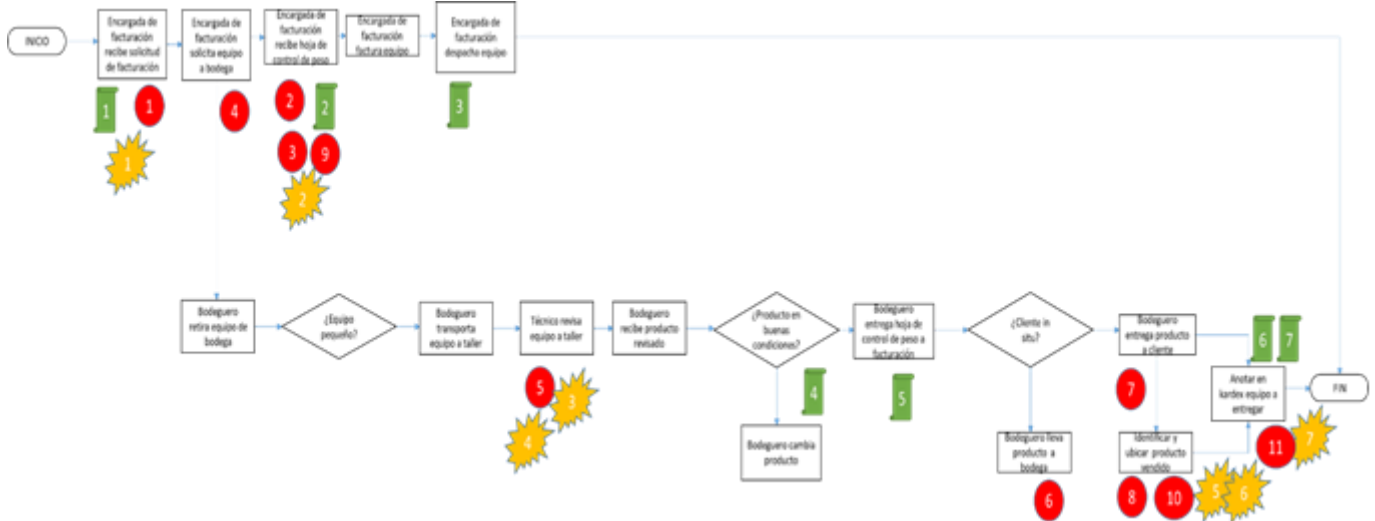 INICIO
Encargada de
facturación
recibe solicitud
de facturación
Encargada de
facturación
solicita equipo
a bodega
Encargada de
facturación
recibe hoja de
control de peso
Encargada de
facturación
factura equipo
Encargada de
facturación
despacho equipo
1
1
4
2
2
3
3
9
1
2
Bodeguero
retira equipo de
bodega
¿Equipo
pequeño?
Bodeguero
transporta
equipo a taller
Técnico revisa
equipo a taller
Bodeguero
recibe producto
revisado
¿Producto en
buenas
condiciones?
Bodeguero
entrega hoja de
control de peso a
facturación
¿Cliente in
situ?
Bodeguero
entrega producto
a cliente
6
7
Anotar en
kardex equipo a
entregar
FIN
5
3
4
4
5
7
Bodeguero cambia
producto
Bodeguero lleva
producto a
bodega
Identificar y
ubicar producto
vendido
11
7
6
8
10
5
6